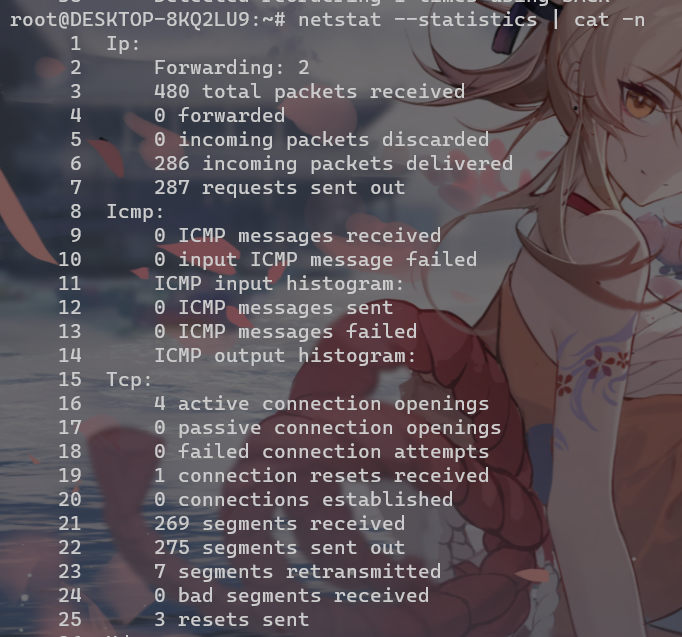 root@DESKTOP-8KQ2LU9:~# netstat --statistics | cat -n
1 Ip:
2 Forwarding: 2
3 480 total packets received
4 0 forwarded
5 0 incoming packets discarded
6 286 incoming packets delivered
7 287 requests sent out
8 Icmp:
9 0 ICMP messages received
10 0 input ICMP message failed
11 ICMP input histogram:
12 0 ICMP messages sent
13 0 ICMP messages failed
14 ICMP output histogram:
15 Tcp:
16 4 active connection openings
17 0 passive connection openings
18 0 failed connection attempts
19 1 connection resets received
20 0 connections established
21 269 segments received
22 275 segments sent out
23 7 segments retransmitted
24 0 bad segments received
25 3 resets sent